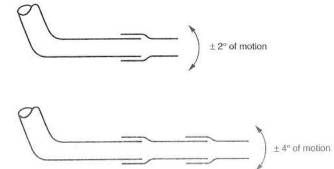 ± 2° of motion
± 4° of motion